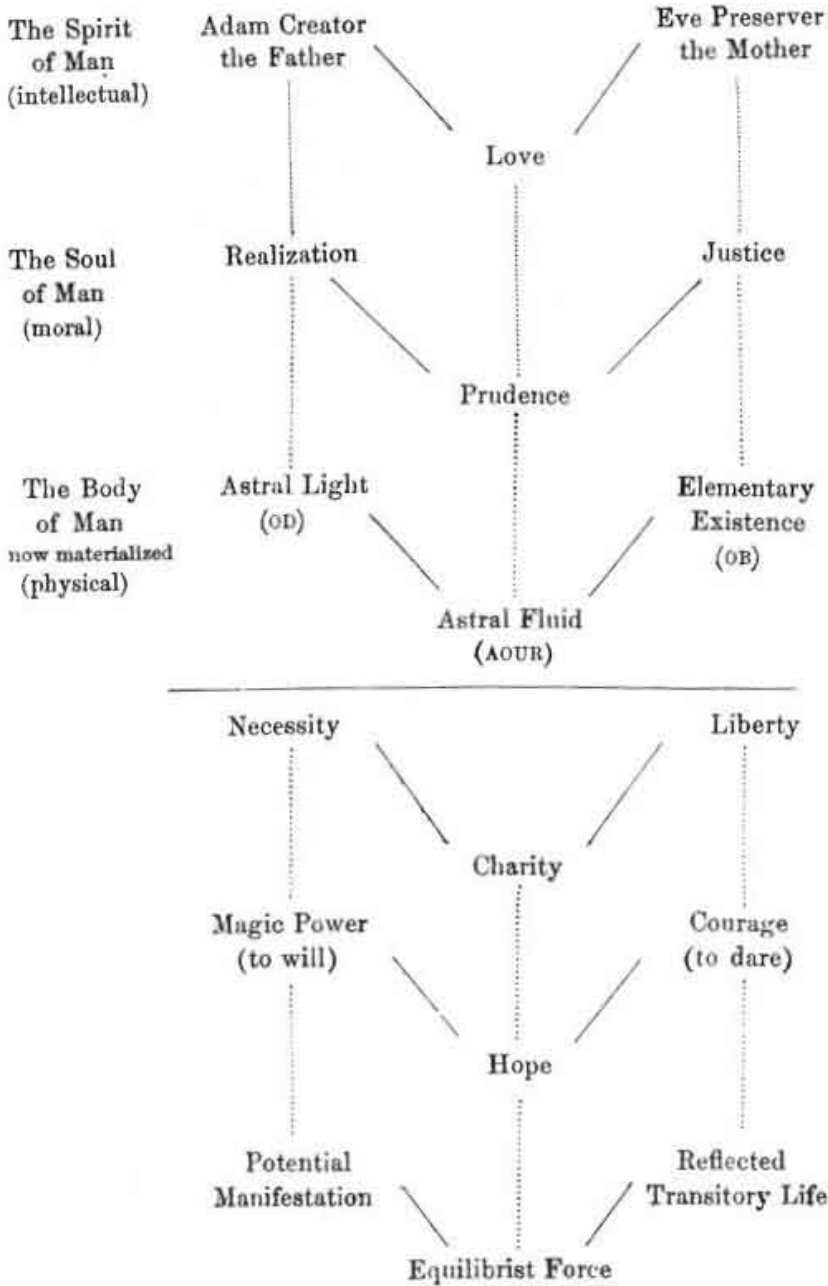 The Spirit
of Man
(intellectual)
Adam Creator
the Father
Eve Preserver
the Mother
Love
The Soul
of Man
(moral)
Realization
Justice
Prudence
The Body
of Man
now materialized
(physical)
Astral Light
(OD)
Elementary
Existence
(OB)
Astral Fluid
(AOUR)
Necessity
Liberty
Charity
Magic Power
(to will)
Courage
(to dare)
Hope
Potential
Manifestation
Reflected
Transitory Life
Equilibrist Force